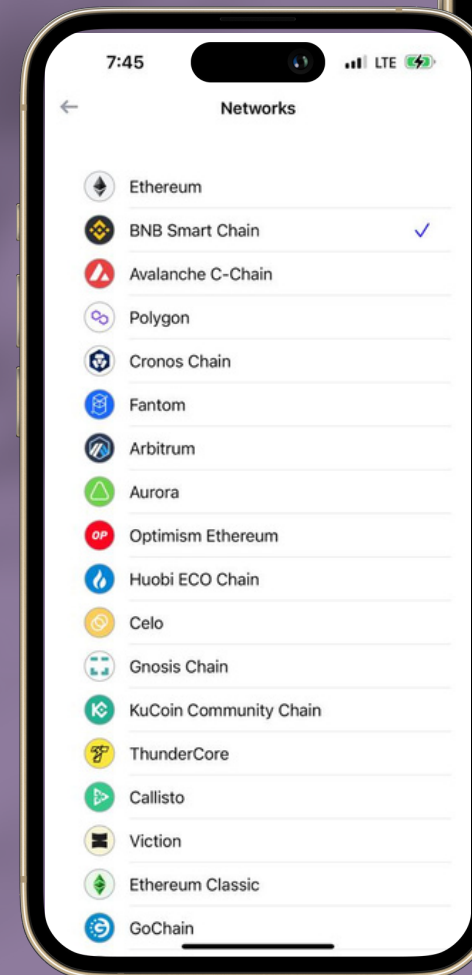 7:45
LTE
Networks
Ethereum
BNB Smart Chain
Avalanche C-Chain
Polygon
Cronos Chain
Fantom
Arbitrum
Aurora
OP
Optimism Ethereum
Huobi ECO Chain
Celo
Gnosis Chain
KuCoin Community Chain
ThunderCore
Callisto
Viction
Ethereum Classic
GoChain